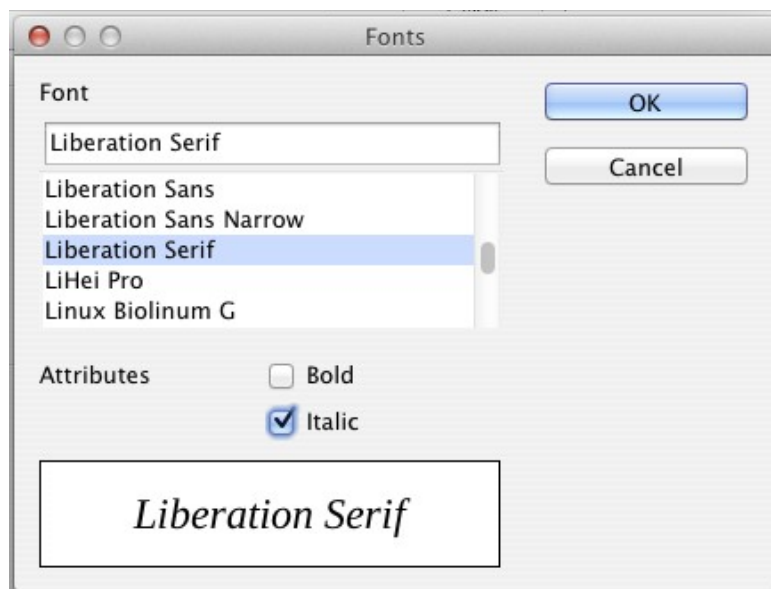 Fonts
Font
OK
Liberation Serif
Cancel
Liberation Sans
Liberation Sans Narrow
Liberation Serif
LiHei Pro
Linux Biolinum G
Attributes
Bold
Italic
Liberation Serif